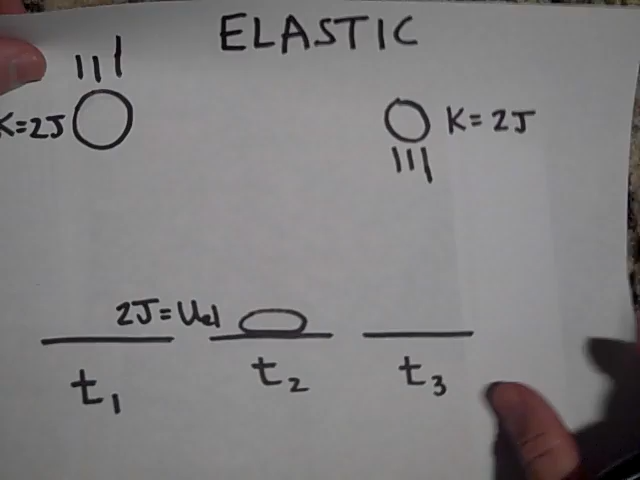 ELASTIC
K=2J
K=2J
2J=Uel
t1
t2
t3